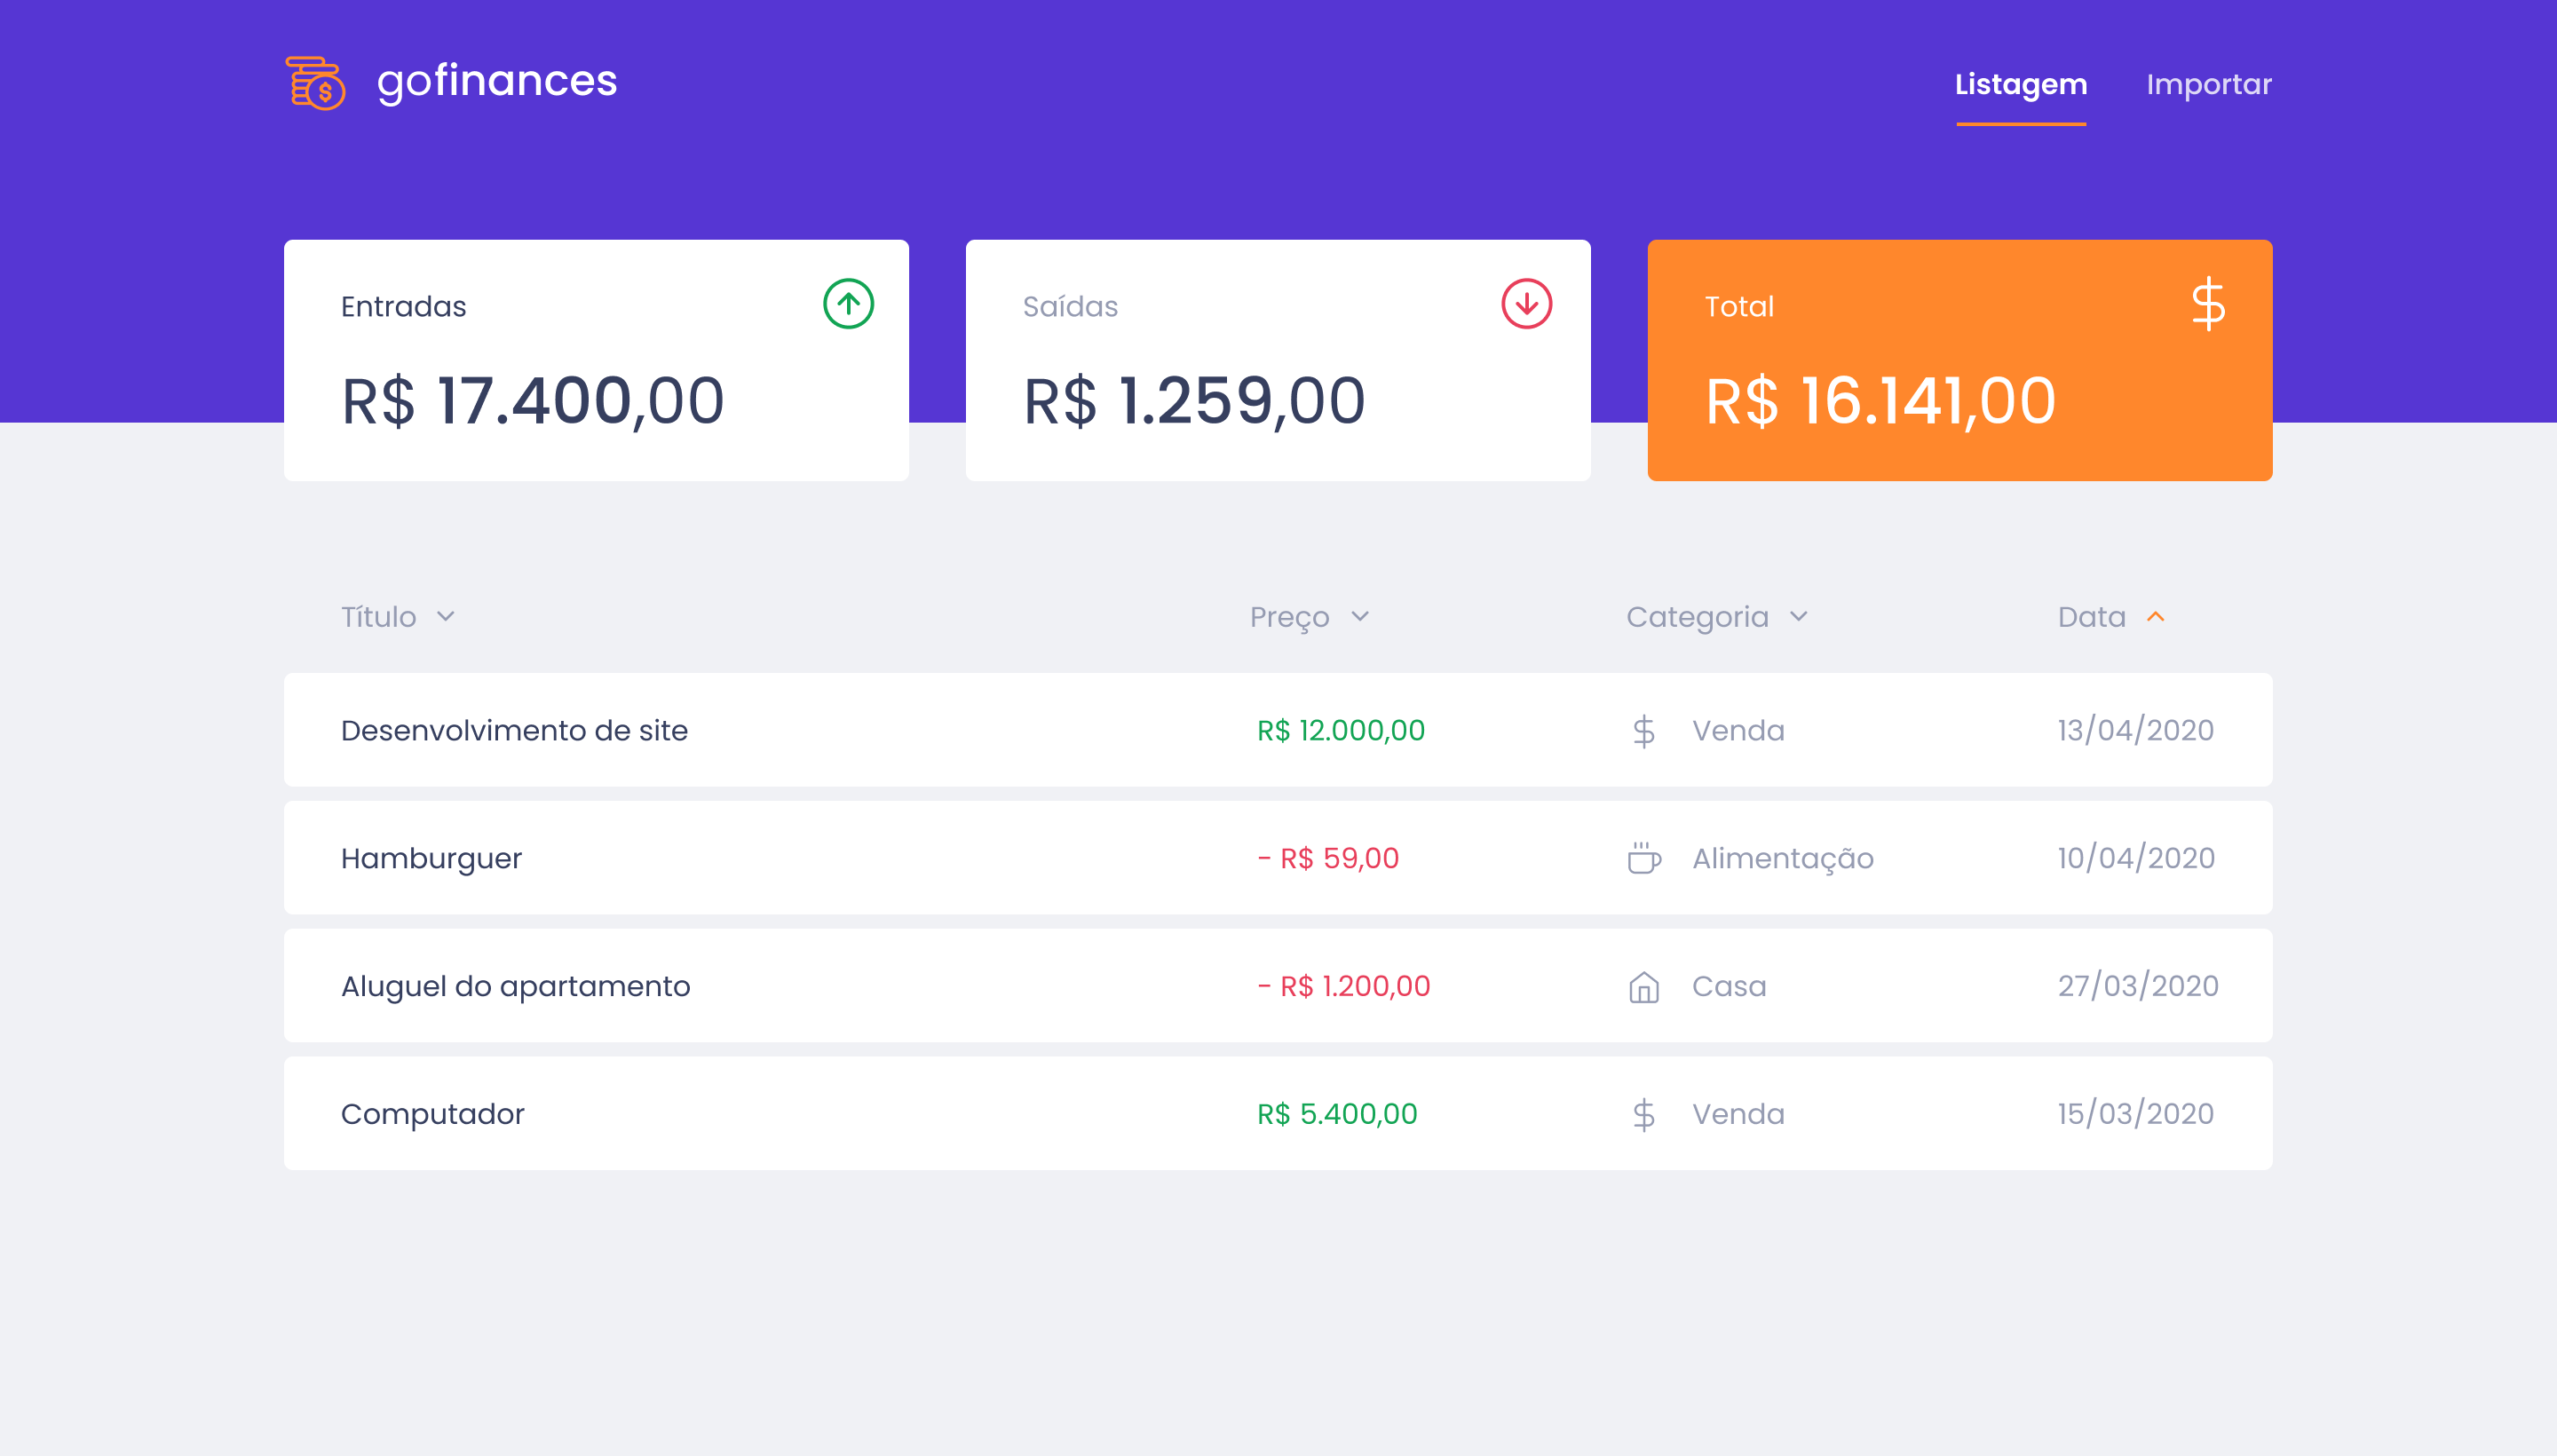 gofinances
Listagem Importar
Entradas
R$ 17.400,00
Saídas
R$ 1.259,00
Total
R$ 16.141,00
Título Preço Categoria Data
Desenvolvimento de site R$ 12.000,00 Venda 13/04/2020
Hamburguer - R$ 59,00 Alimentação 10/04/2020
Aluguel do apartamento - R$ 1.200,00 Casa 27/03/2020
Computador R$ 5.400,00 Venda 15/03/2020